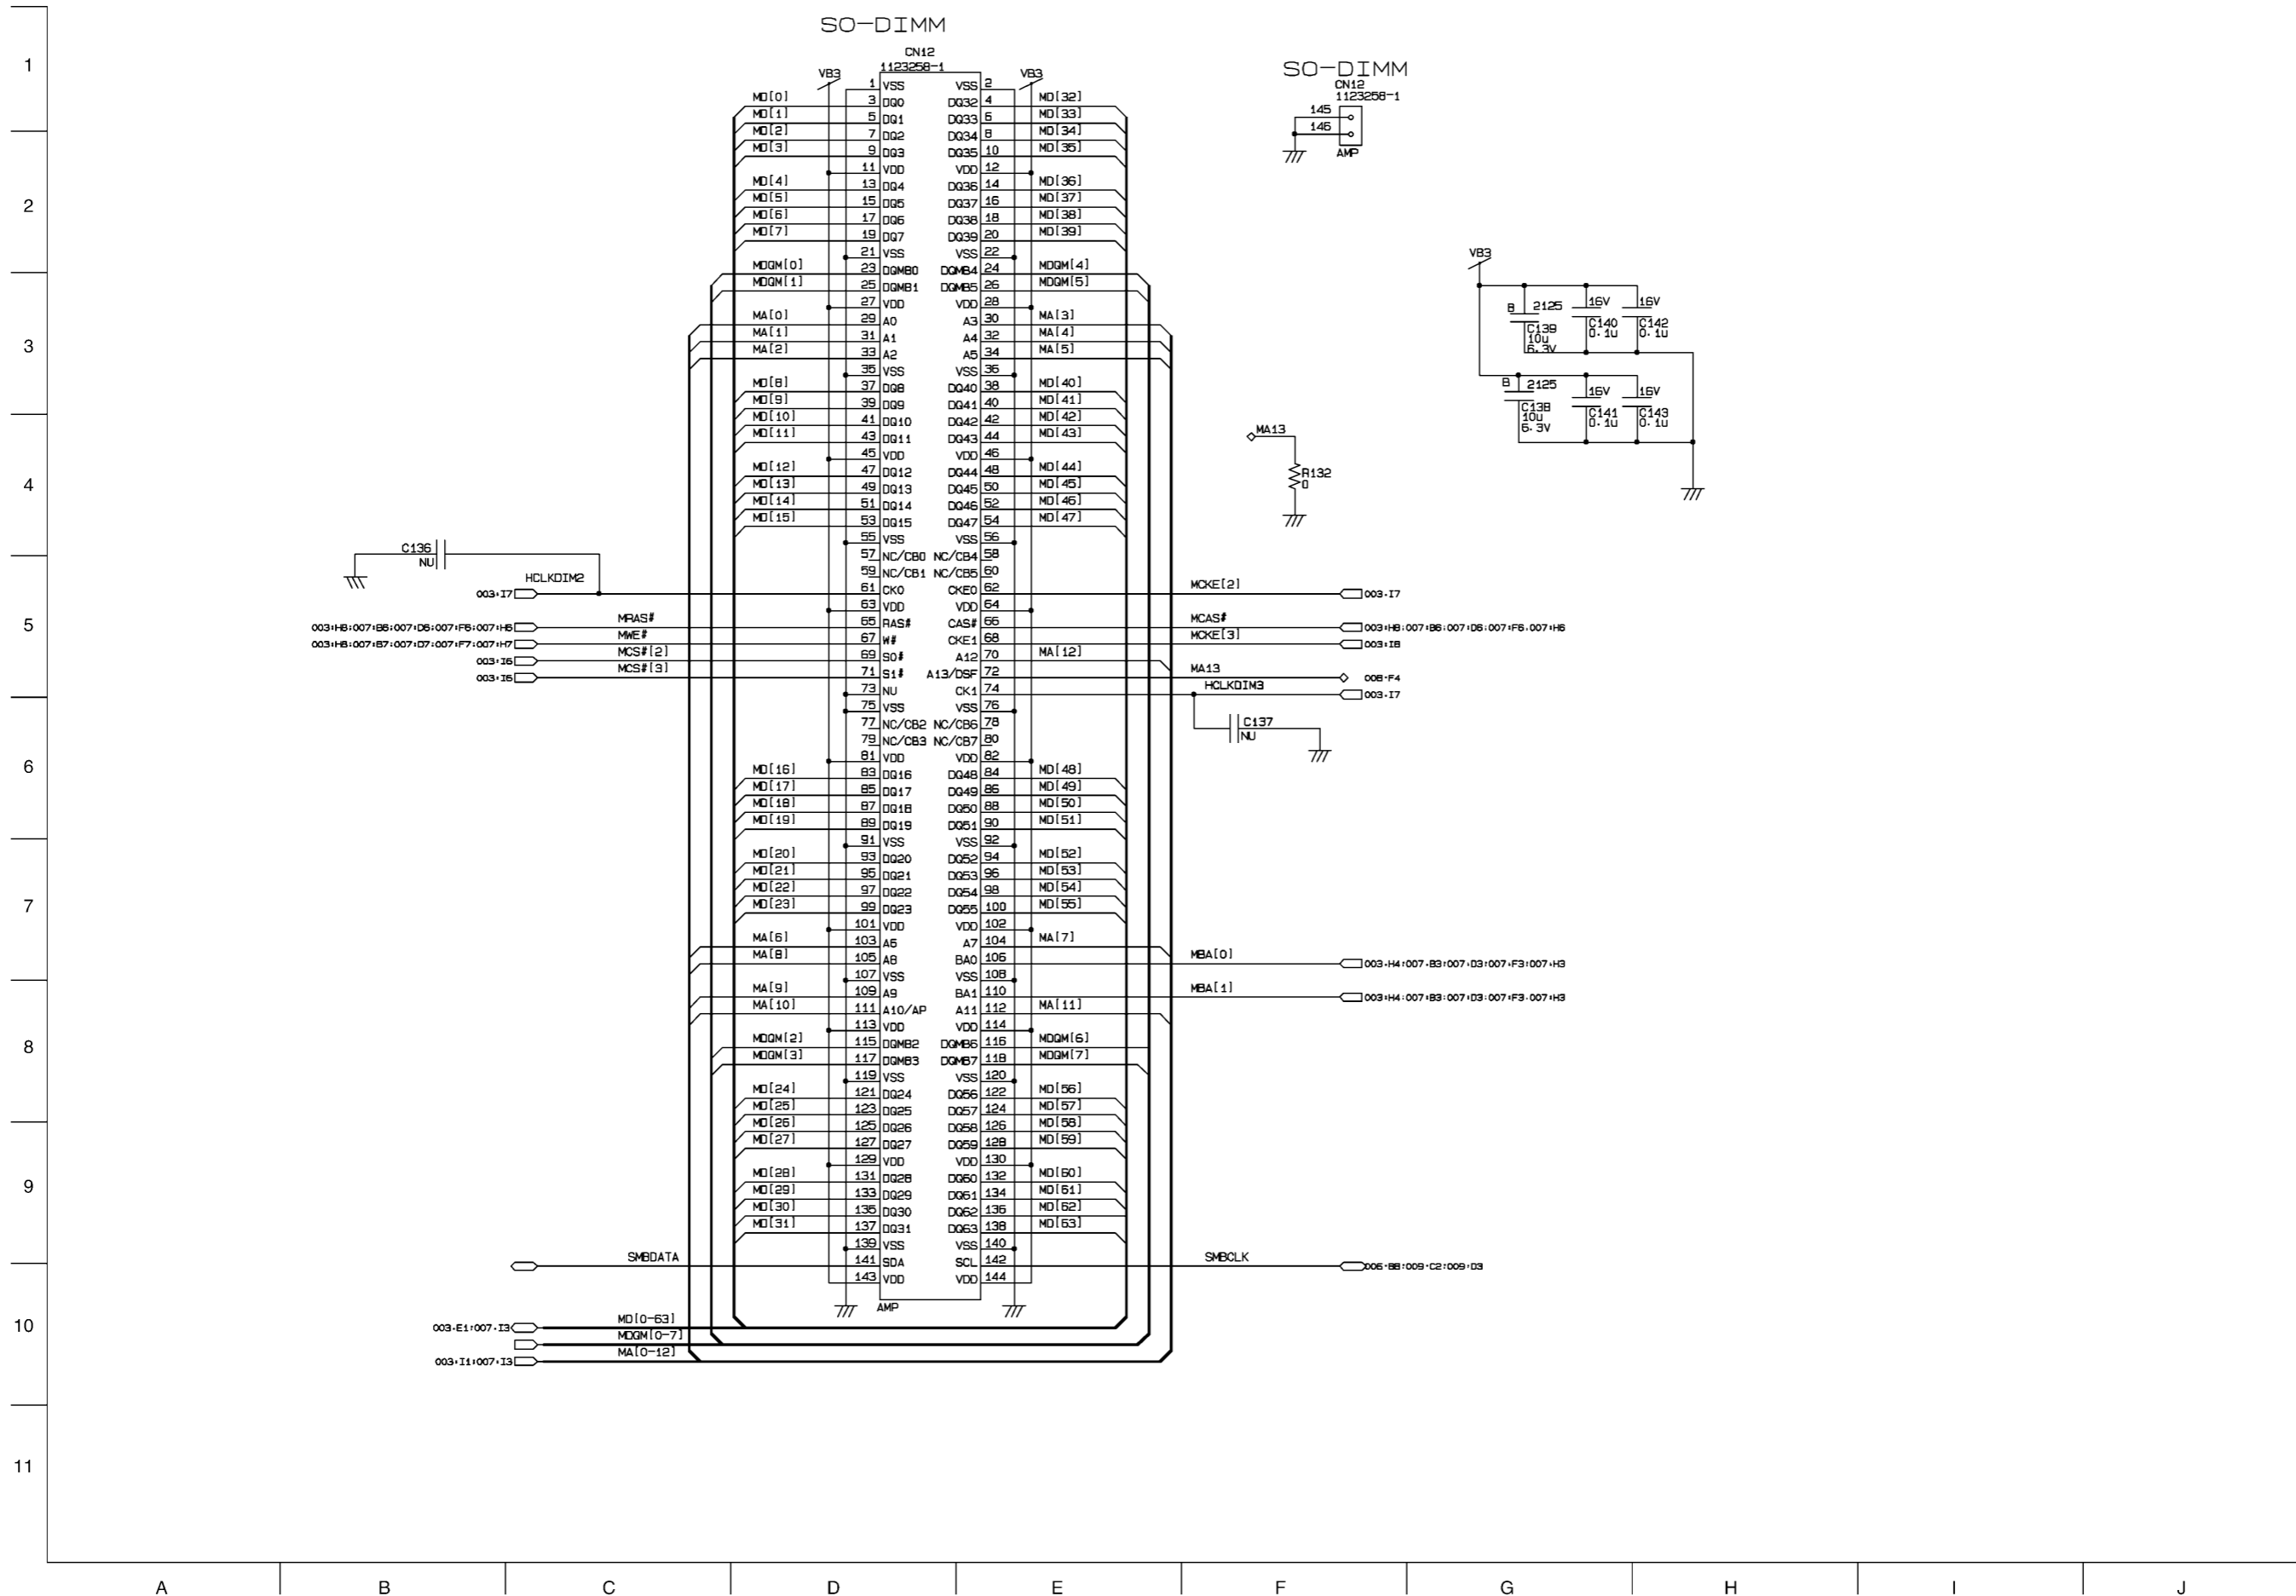 SO-DIMM
CN12
1123258-1
VB3 VB3
1 VSS VSS 2
MD[0] 3 DQ0 DQ32 4 MD[32]
MD[1] 5 DQ1 DQ33 6 MD[33]
MD[2] 7 DQ2 DQ34 8 MD[34]
MD[3] 9 DQ3 DQ35 10 MD[35]
11 VDD VDD 12
MD[4] 13 DQ4 DQ36 14 MD[36]
MD[5] 15 DQ5 DQ37 16 MD[37]
MD[6] 17 DQ6 DQ38 18 MD[38]
MD[7] 19 DQ7 DQ39 20 MD[39]
21 VSS VSS 22
MDQM[0] 23 DQMB0 DQMB4 24 MDQM[4]
MDQM[1] 25 DQMB1 DQMB5 26 MDQM[5]
27 VDD VDD 28
MA[0] 29 A0 A3 30 MA[3]
MA[1] 31 A1 A4 32 MA[4]
MA[2] 33 A2 A5 34 MA[5]
35 VSS VSS 36
MD[8] 37 DQ8 DQ40 38 MD[40]
MD[9] 39 DQ9 DQ41 40 MD[41]
MD[10] 41 DQ10 DQ42 42 MD[42]
MD[11] 43 DQ11 DQ43 44 MD[43]
45 VDD VDD 46
MD[12] 47 DQ12 DQ44 48 MD[44]
MD[13] 49 DQ13 DQ45 50 MD[45]
MD[14] 51 DQ14 DQ46 52 MD[46]
MD[15] 53 DQ15 DQ47 54 MD[47]
55 VSS VSS 56
57 NC/CB0 NC/CB4 58
59 NC/CB1 NC/CB5 60
C136
NU
003:I7 HCLKDIM2 61 CK0 CKE0 62 MCKE[2] 003:I7
63 VDD VDD 64
003:H8:007:B6:007:D6:007:F6:007:H6 MRAS# 65 RAS# CAS# 66 MCAS# 003:H8:007:B6:007:D6:007:F6:007:H6
003:H8:007:B7:007:D7:007:F7:007:H7 MWE# 67 W# CKE1 68 MCKE[3] 003:I8
003:I6 MCS#[2] 69 S0# A12 70 MA[12]
003:I6 MCS#[3] 71 S1# A13/DSF 72 MA13 008:F4
73 NU CK1 74 HCLKDIM3 003:I7
75 VSS VSS 76
C137
NU
77 NC/CB2 NC/CB6 78
79 NC/CB3 NC/CB7 80
81 VDD VDD 82
MD[16] 83 DQ16 DQ48 84 MD[48]
MD[17] 85 DQ17 DQ49 86 MD[49]
MD[18] 87 DQ18 DQ50 88 MD[50]
MD[19] 89 DQ19 DQ51 90 MD[51]
91 VSS VSS 92
MD[20] 93 DQ20 DQ52 94 MD[52]
MD[21] 95 DQ21 DQ53 96 MD[53]
MD[22] 97 DQ22 DQ54 98 MD[54]
MD[23] 99 DQ23 DQ55 100 MD[55]
101 VDD VDD 102
MA[6] 103 A6 A7 104 MA[7]
MA[8] 105 A8 BA0 106 MBA[0] 003:H4:007:B3:007:D3:007:F3:007:H3
107 VSS VSS 108
MA[9] 109 A9 BA1 110 MBA[1] 003:H4:007:B3:007:D3:007:F3:007:H3
MA[10] 111 A10/AP A11 112 MA[11]
113 VDD VDD 114
MDQM[2] 115 DQMB2 DQMB6 116 MDQM[6]
MDQM[3] 117 DQMB3 DQMB7 118 MDQM[7]
119 VSS VSS 120
MD[24] 121 DQ24 DQ56 122 MD[56]
MD[25] 123 DQ25 DQ57 124 MD[57]
MD[26] 125 DQ26 DQ58 126 MD[58]
MD[27] 127 DQ27 DQ59 128 MD[59]
129 VDD VDD 130
MD[28] 131 DQ28 DQ60 132 MD[60]
MD[29] 133 DQ29 DQ61 134 MD[61]
MD[30] 135 DQ30 DQ62 136 MD[62]
MD[31] 137 DQ31 DQ63 138 MD[63]
139 VSS VSS 140
SMBDATA 141 SDA SCL 142 SMBCLK
143 VDD VDD 144
AMP
003:E1:007:I3 MD[0-63]
MDQM[0-7]
003:I1:007:I3 MA[0-12]
SO-DIMM
CN12
1123258-1
145
146
AMP
VB3
B 2125 16V 16V
C139 C140 C142
10u 0.1u 0.1u
6.3V
B 2125 16V 16V
C138 C141 C143
10u 0.1u 0.1u
6.3V
MA13
R132
0
1
2
3
4
5
6
7
8
9
10
11
A B C D E F G H I J